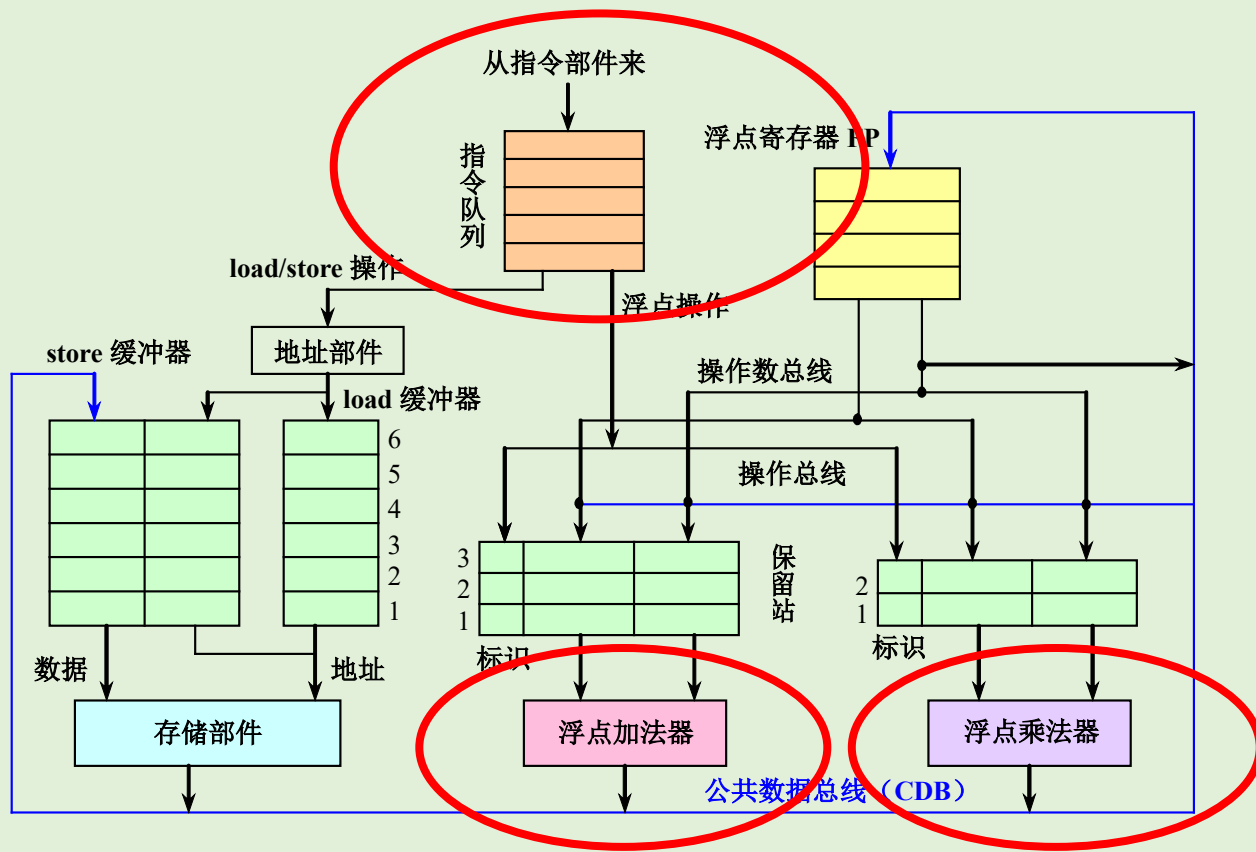 从指令部件来
指令队列
浮点寄存器 FP
load/store 操作
浮点操作
地址部件
store 缓冲器
load 缓冲器
操作数总线
操作总线
6
5
4
3
2
1
3
2
1
保留站
2
1
标识
标识
数据
地址
存储部件
浮点加法器
浮点乘法器
公共数据总线（CDB）